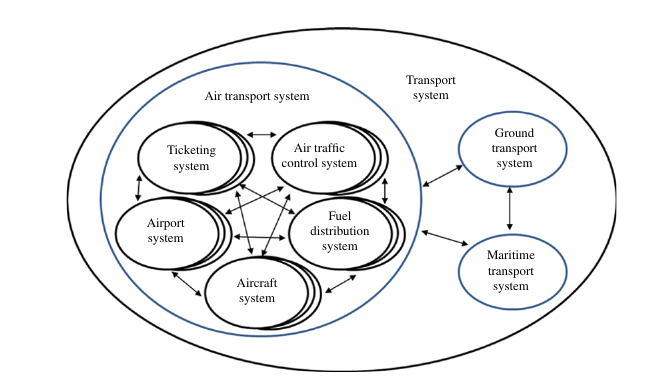 Transport
system
Air transport system
Ticketing
system
Air traffic
control system
Airport
system
Fuel
distribution
system
Aircraft
system
Ground
transport
system
Maritime
transport
system